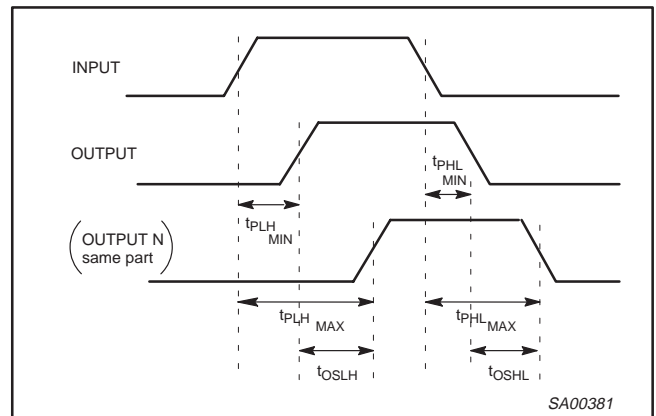 INPUT
OUTPUT
tPHL
MIN
tPLH
MIN
(OUTPUT N
same part)
tPLH
MAX
tPHL
MAX
tOSLH
tOSHL
SA00381